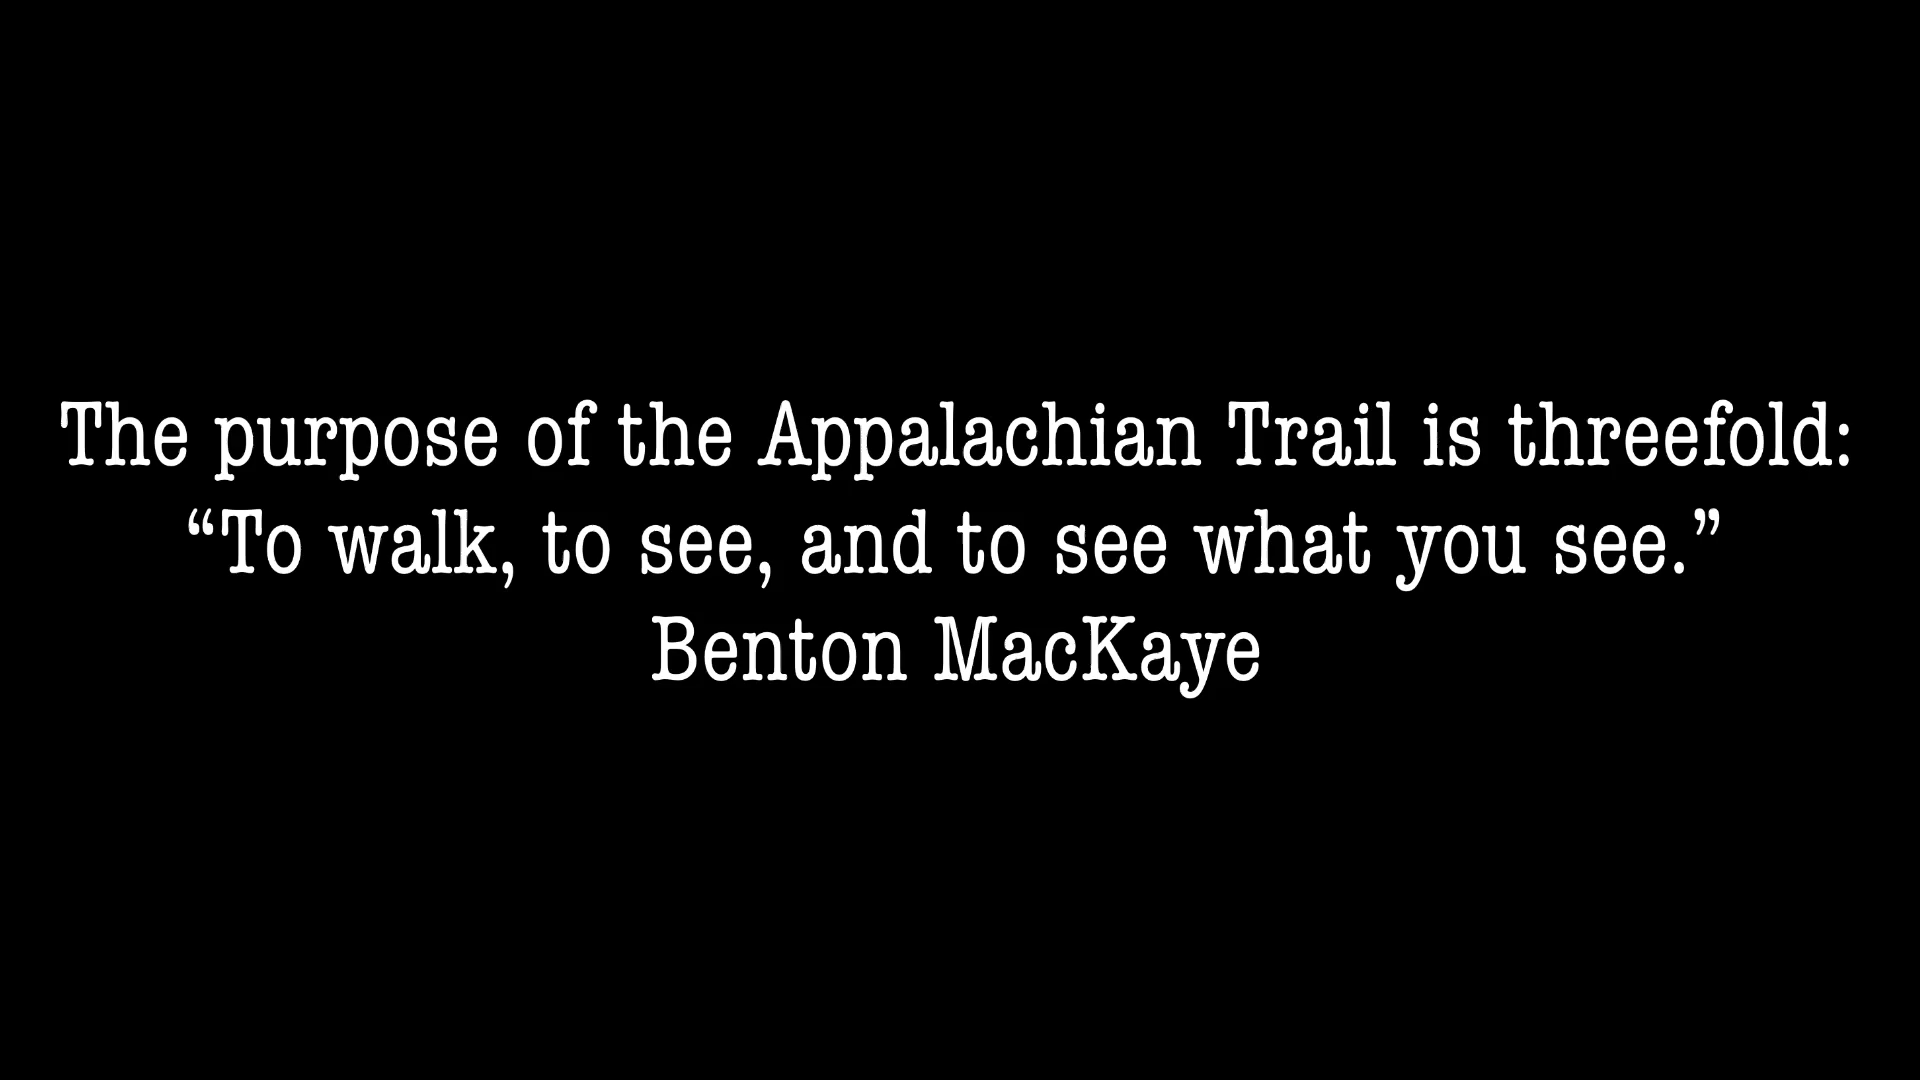 The purpose of the Appalachian Trail is threefold:
“To walk, to see, and to see what you see.”
Benton MacKaye